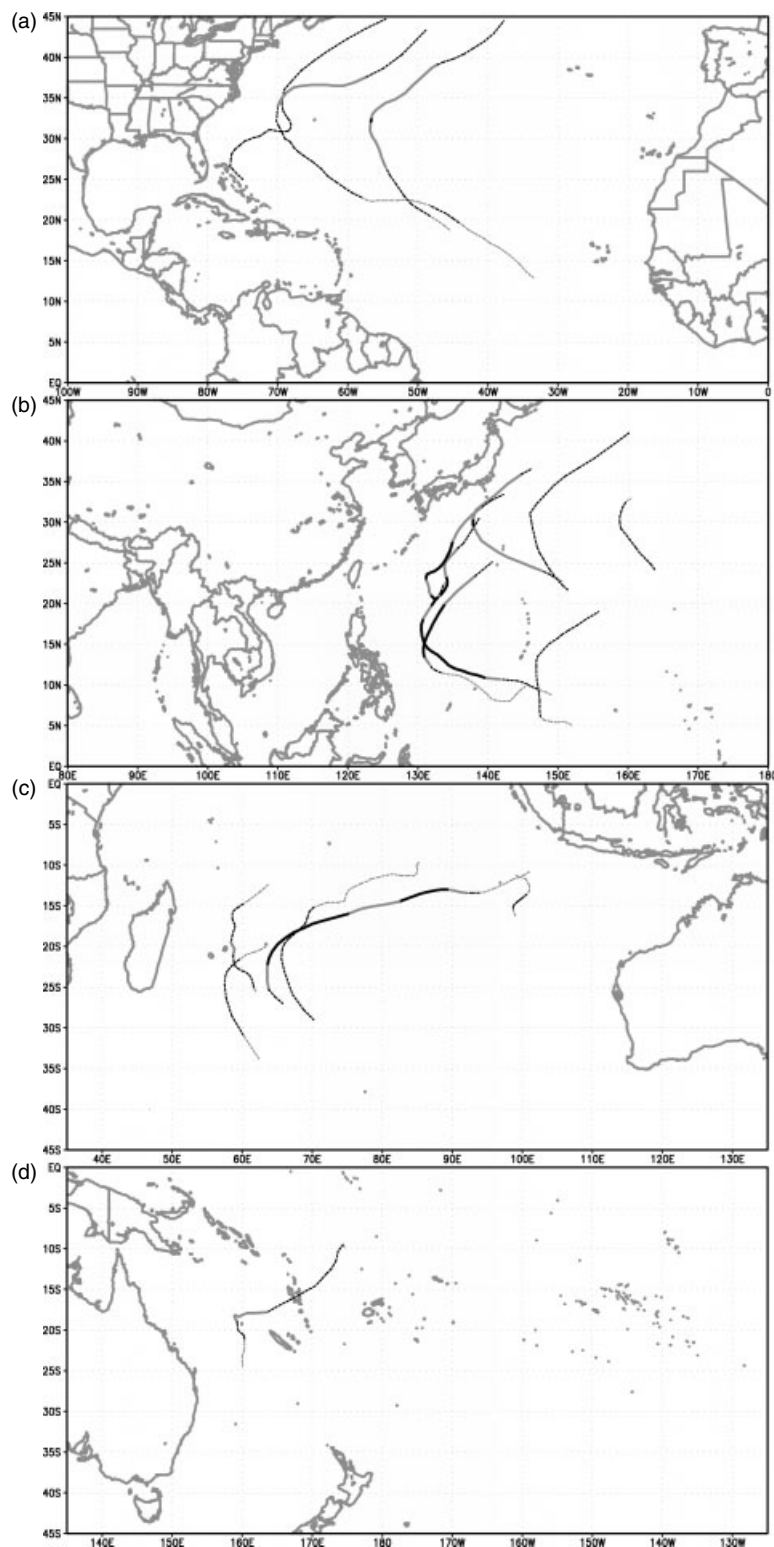 (a)
45N
40N
35N
30N
25N
20N
15N
10N
5N
EQ
100W 90W 80W 70W 60W 50W 40W 30W 20W 10W 0
(b)
45N
40N
35N
30N
25N
20N
15N
10N
5N
EQ
80E 90E 100E 110E 120E 130E 140E 150E 160E 170E 180
(c)
EQ
5S
10S
15S
20S
25S
30S
35S
40S
45S
40E 50E 60E 70E 80E 90E 100E 110E 120E 130E
(d)
EQ
5S
10S
15S
20S
25S
30S
35S
40S
45S
140E 150E 160E 170E 180 170W 160W 150W 140W 130W